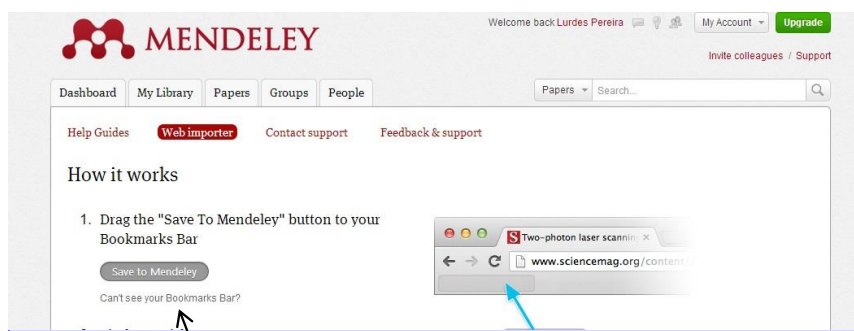 MENDELEY
Welcome back Lurdes Pereira
My Account
Upgrade
Invite colleagues / Support
Dashboard My Library Papers Groups People
Papers Search...
Help Guides Web importer Contact support Feedback & support
How it works
1. Drag the "Save To Mendeley" button to your
Bookmarks Bar
Save to Mendeley
Can't see your Bookmarks Bar?
S Two-photon laser scannin
www.sciencemag.org/content